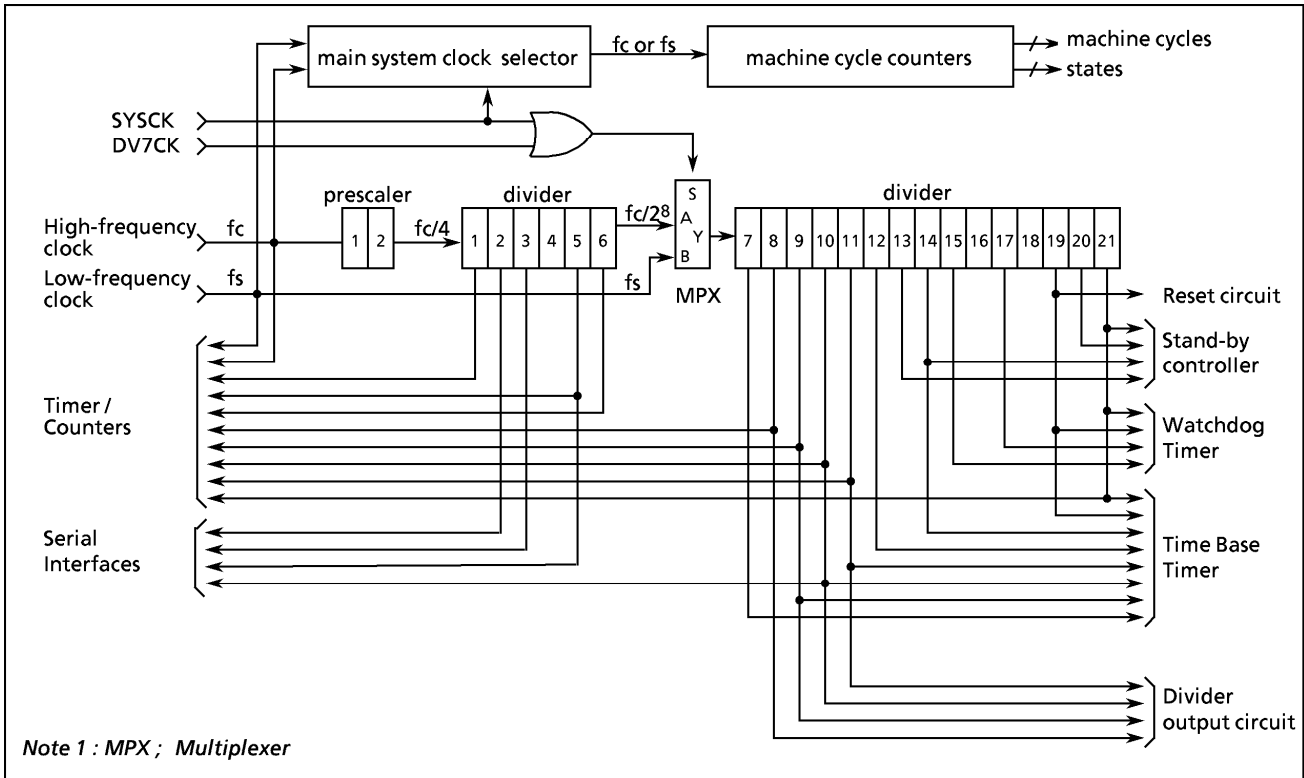 main system clock selector
fc or fs
machine cycle counters
machine cycles
states
SYSCK
DV7CK
prescaler
divider
divider
High-frequency
clock
fc
1 2
fc/4
1 2 3 4 5 6
fc/2⁸
S
A
Y
B
MPX
7 8 9 10 11 12 13 14 15 16 17 18 19 20 21
Low-frequency
clock
fs
fs
Reset circuit
Stand-by
controller
Timer /
Counters
Watchdog
Timer
Serial
Interfaces
Time Base
Timer
Divider
output circuit
Note 1 : MPX ; Multiplexer